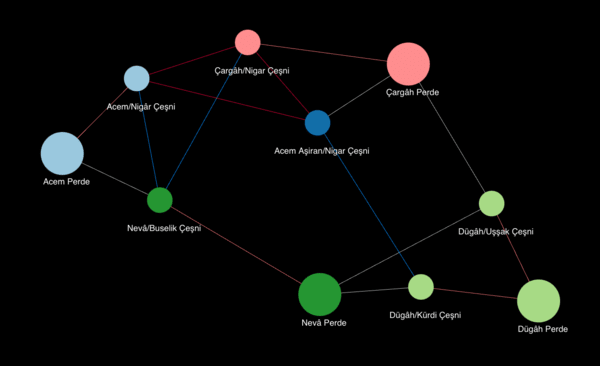 Çargâh/Nigar Çeşni
Çargâh Perde
Acem/Nigâr Çeşni
Acem Aşiran/Nigar Çeşni
Acem Perde
Nevâ/Buselik Çeşni
Dügâh/Uşşak Çeşni
Nevâ Perde
Dügâh/Kürdi Çeşni
Dügâh Perde